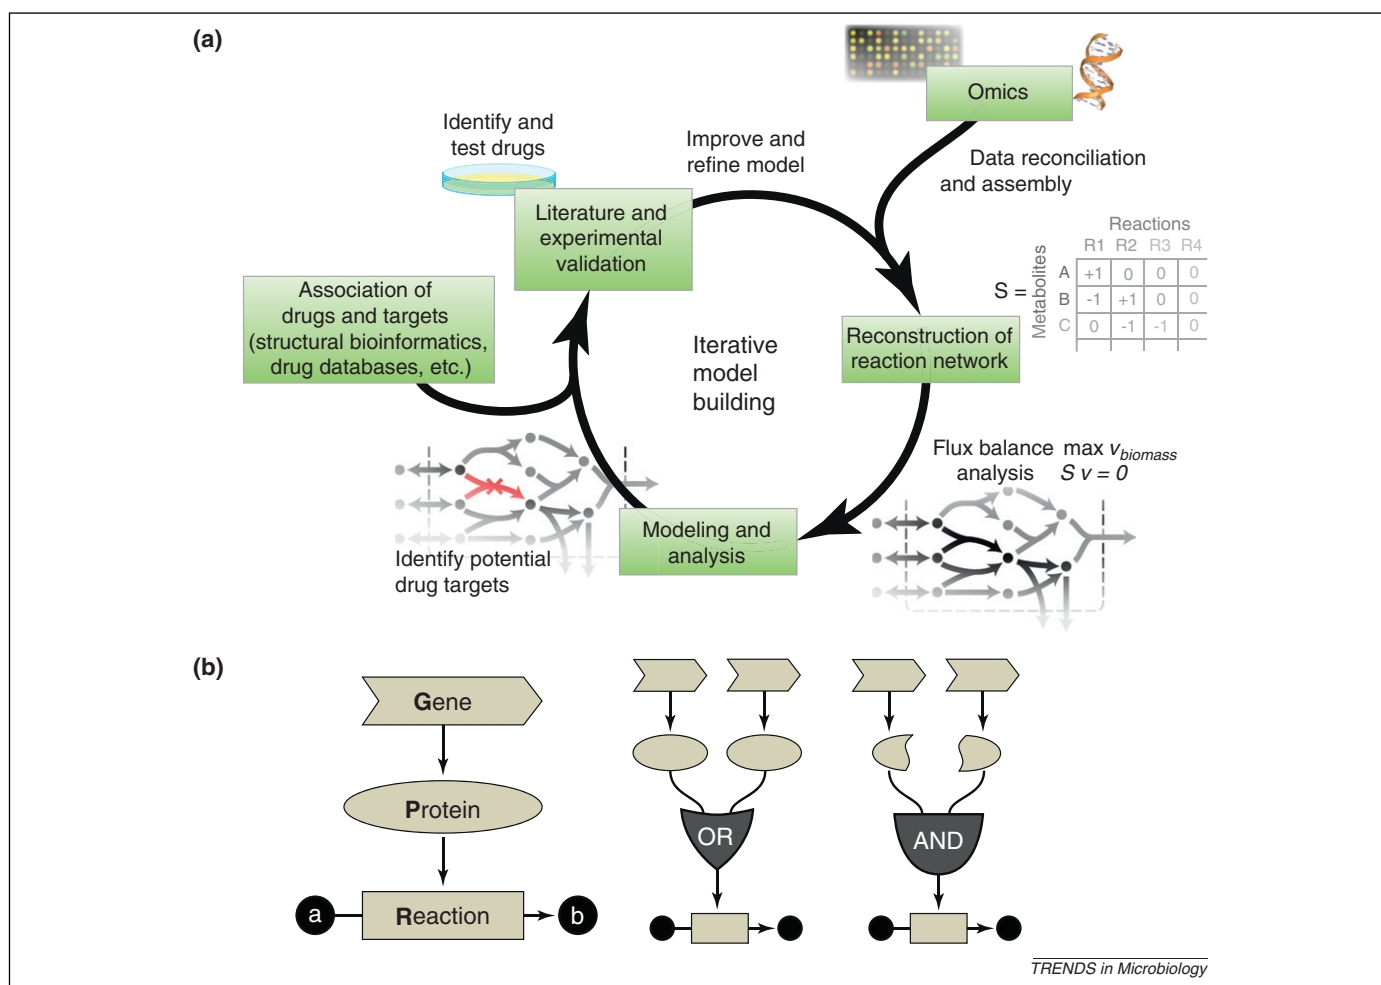 (a)
Omics
Identify and
test drugs
Improve and
refine model
Data reconciliation
and assembly
Literature and
experimental
validation
Reactions
R1 R2 R3 R4
Metabolites
S =
A +1 0 0 0
B -1 +1 0 0
C 0 -1 -1 0
Association of
drugs and targets
(structural bioinformatics,
drug databases, etc.)
Iterative
model
building
Reconstruction of
reaction network
Flux balance max v_biomass
analysis S v = 0
Modeling and
analysis
Identify potential
drug targets
(b)
Gene
Protein
OR
AND
a
Reaction
b
TRENDS in Microbiology